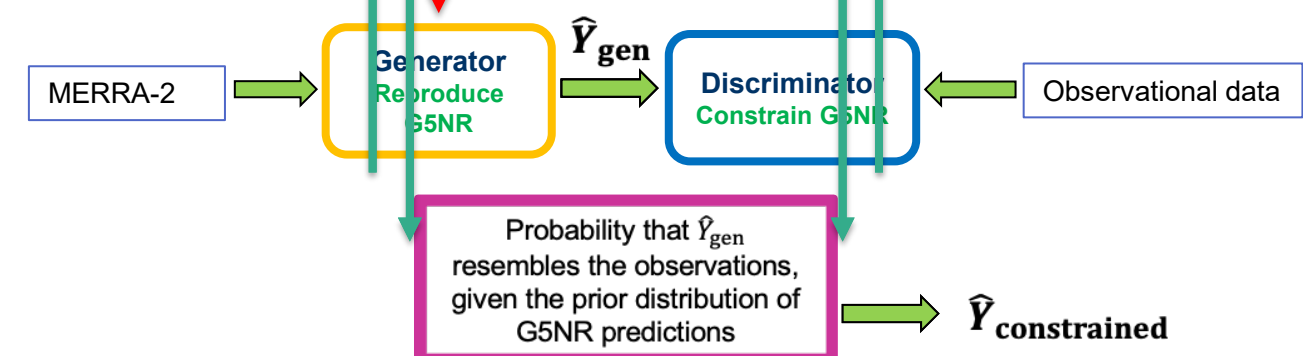 MERRA-2
Generator
Reproduce
G5NR
Ŷgen
Discriminator
Constrain G5NR
Observational data
Probability that Ŷgen
resembles the observations,
given the prior distribution of
G5NR predictions
Ŷconstrained